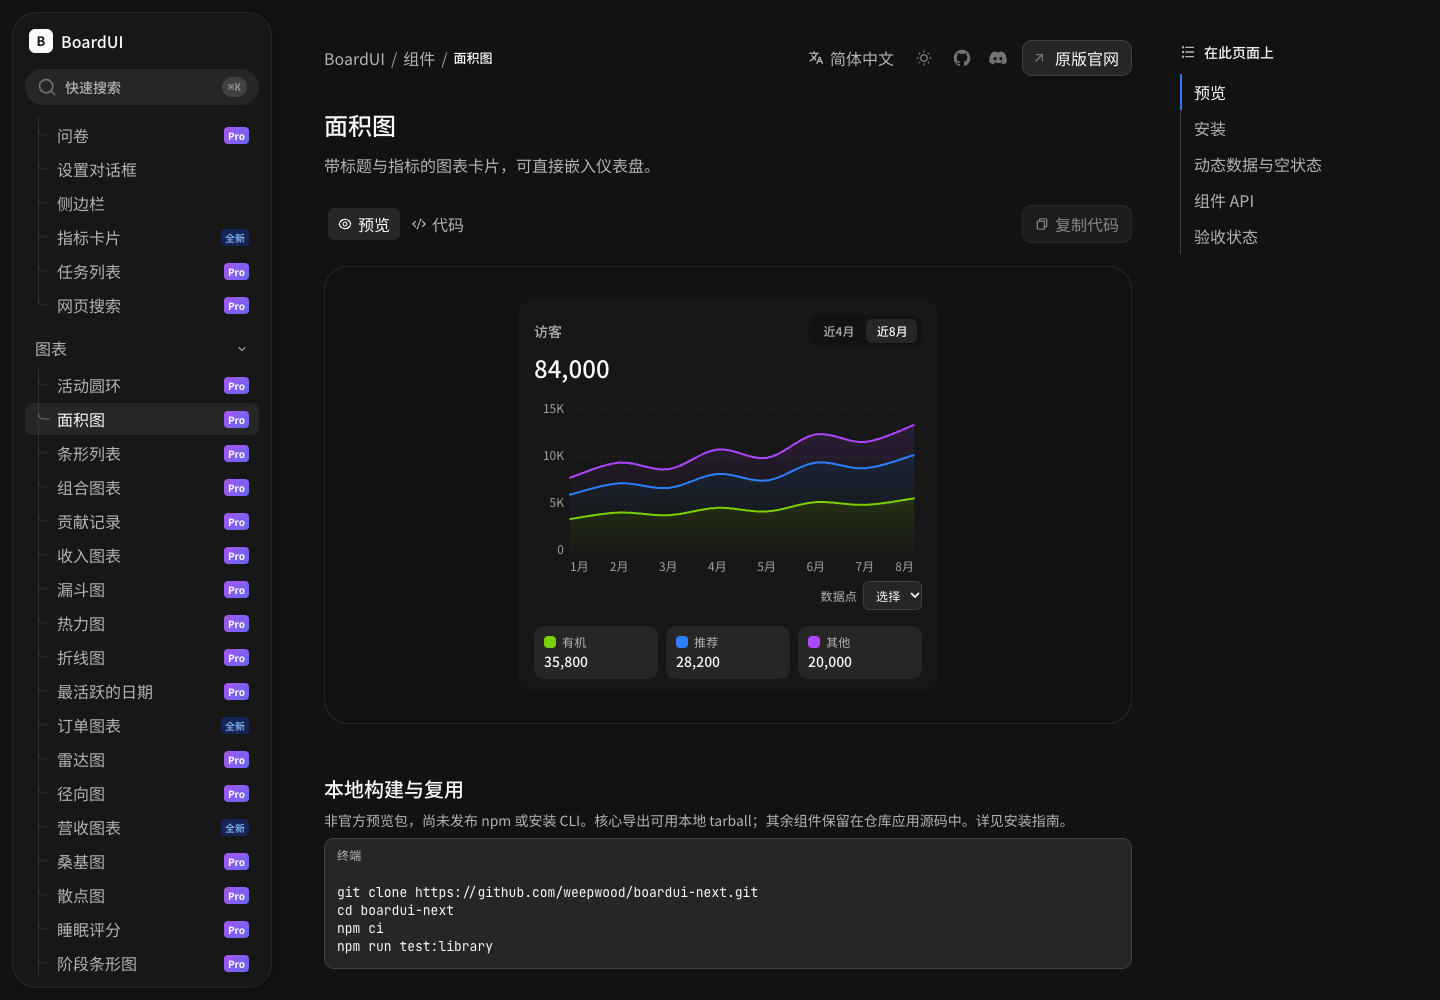 B BoardUI
快速搜索 ⌘K
问卷 Pro
设置对话框
侧边栏
指标卡片 全新
任务列表 Pro
网页搜索 Pro
图表
活动圆环 Pro
面积图 Pro
条形列表 Pro
组合图表 Pro
贡献记录 Pro
收入图表 Pro
漏斗图 Pro
热力图 Pro
折线图 Pro
最活跃的日期 Pro
订单图表 全新
雷达图 Pro
径向图 Pro
营收图表 全新
桑基图 Pro
散点图 Pro
睡眠评分 Pro
阶段条形图 Pro
BoardUI / 组件 / 面积图
简体中文
原版官网
面积图
带标题与指标的图表卡片，可直接嵌入仪表盘。
预览 代码
复制代码
访客
近4月 近8月
84,000
15K
10K
5K
0
1月 2月 3月 4月 5月 6月 7月 8月
数据点 选择
有机 推荐 其他
35,800 28,200 20,000
本地构建与复用
非官方预览包，尚未发布 npm 或安装 CLI。核心导出可用本地 tarball；其余组件保留在仓库应用源码中。详见安装指南。
终端
git clone https://github.com/weepwood/boardui-next.git
cd boardui-next
npm ci
npm run test:library
在此页面上
预览
安装
动态数据与空状态
组件 API
验收状态